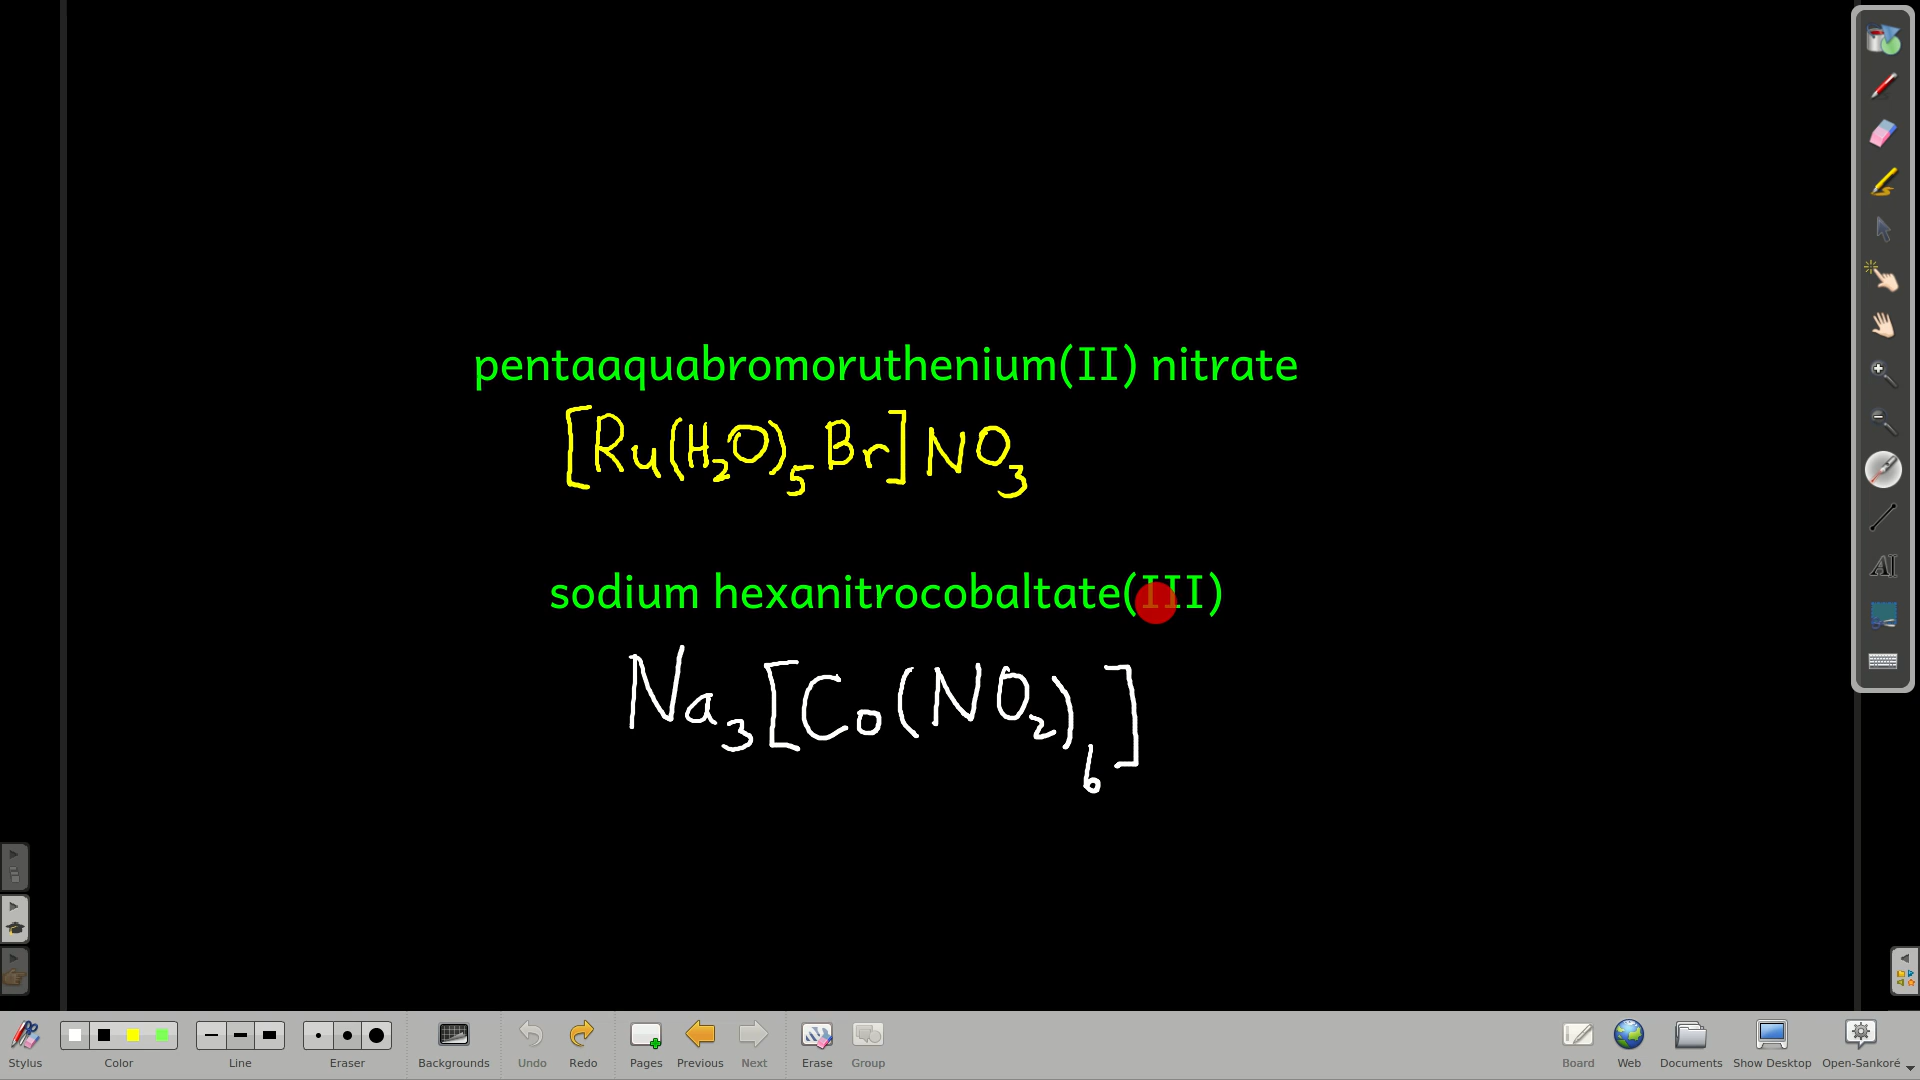 pentaaquabromoruthenium(II) nitrate
[Ru(H₂O)₅Br]NO₃
sodium hexanitrocobaltate(III)
Na₃[Co(NO₂)₆]
Stylus
Color
Line
Eraser
Backgrounds
Undo
Redo
Pages
Previous
Next
Erase
Group
Board
Web
Documents
Show Desktop
Open-Sankoré
AI